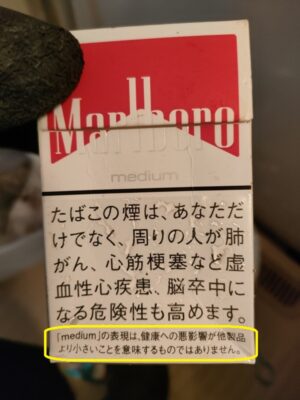 Marlboro
medium
たばこの煙は、あなただ
けでなく、周りの人が肺
がん、心筋梗塞など虚
血性心疾患、脳卒中に
なる危険性も高めます。
「medium」の表現は、健康への悪影響が他製品
より小さいことを意味するものではありません。